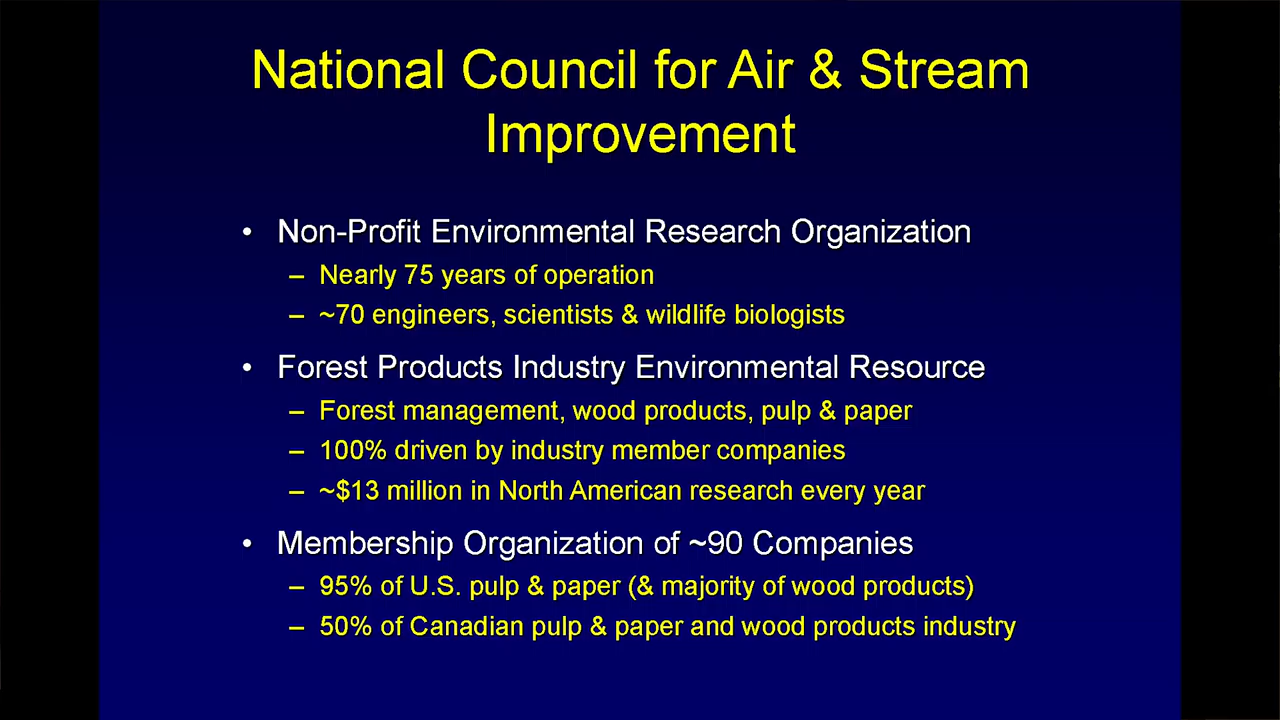 National Council for Air & Stream
Improvement
• Non-Profit Environmental Research Organization
– Nearly 75 years of operation
– ~70 engineers, scientists & wildlife biologists
• Forest Products Industry Environmental Resource
– Forest management, wood products, pulp & paper
– 100% driven by industry member companies
– ~$13 million in North American research every year
• Membership Organization of ~90 Companies
– 95% of U.S. pulp & paper (& majority of wood products)
– 50% of Canadian pulp & paper and wood products industry